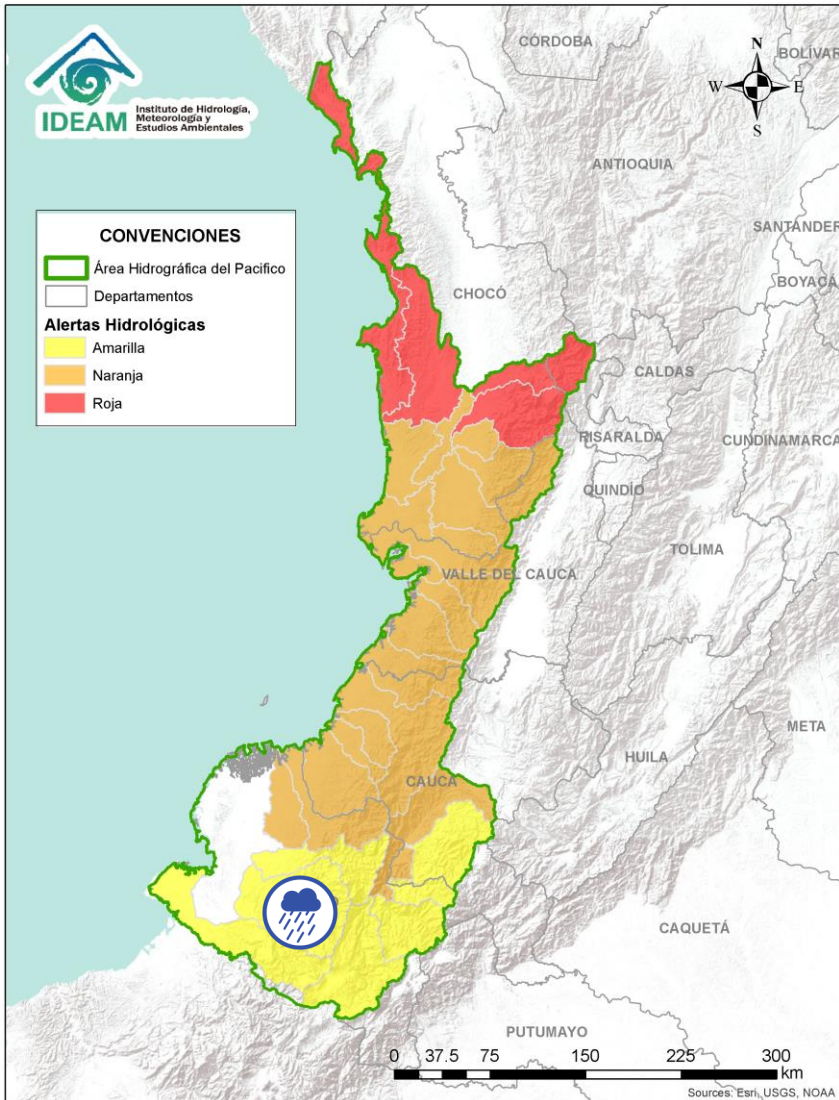 IDEAM
Instituto de Hidrología,
Meteorología y
Estudios Ambientales
CÓRDOBA
BOLÍVAR
N
W
E
S
ANTIOQUIA
CONVENCIONES
Área Hidrográfica del Pacifico
Departamentos
Alertas Hidrológicas
Amarilla
Naranja
Roja
SANTANDER
BOYACÁ
CHOCÓ
CALDAS
RISARALDA
CUNDINAMARCA
QUINDÍO
TOLIMA
VALLE DEL CAUCA
META
HUILA
CAUCA
CAQUETÁ
PUTUMAYO
0 37.5 75 150 225 300
km
Sources: Esri, USGS, NOAA